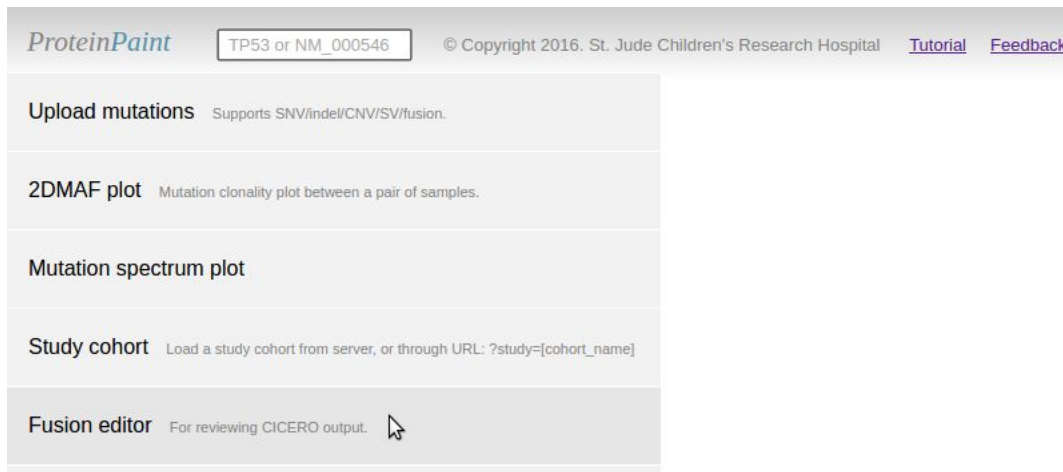 ProteinPaint TP53 or NM_000546 © Copyright 2016. St. Jude Children's Research Hospital Tutorial Feedback
Upload mutations Supports SNV/indel/CNV/SV/fusion.
2DMAF plot Mutation clonality plot between a pair of samples.
Mutation spectrum plot
Study cohort Load a study cohort from server, or through URL: ?study=[cohort_name]
Fusion editor For reviewing CICERO output.